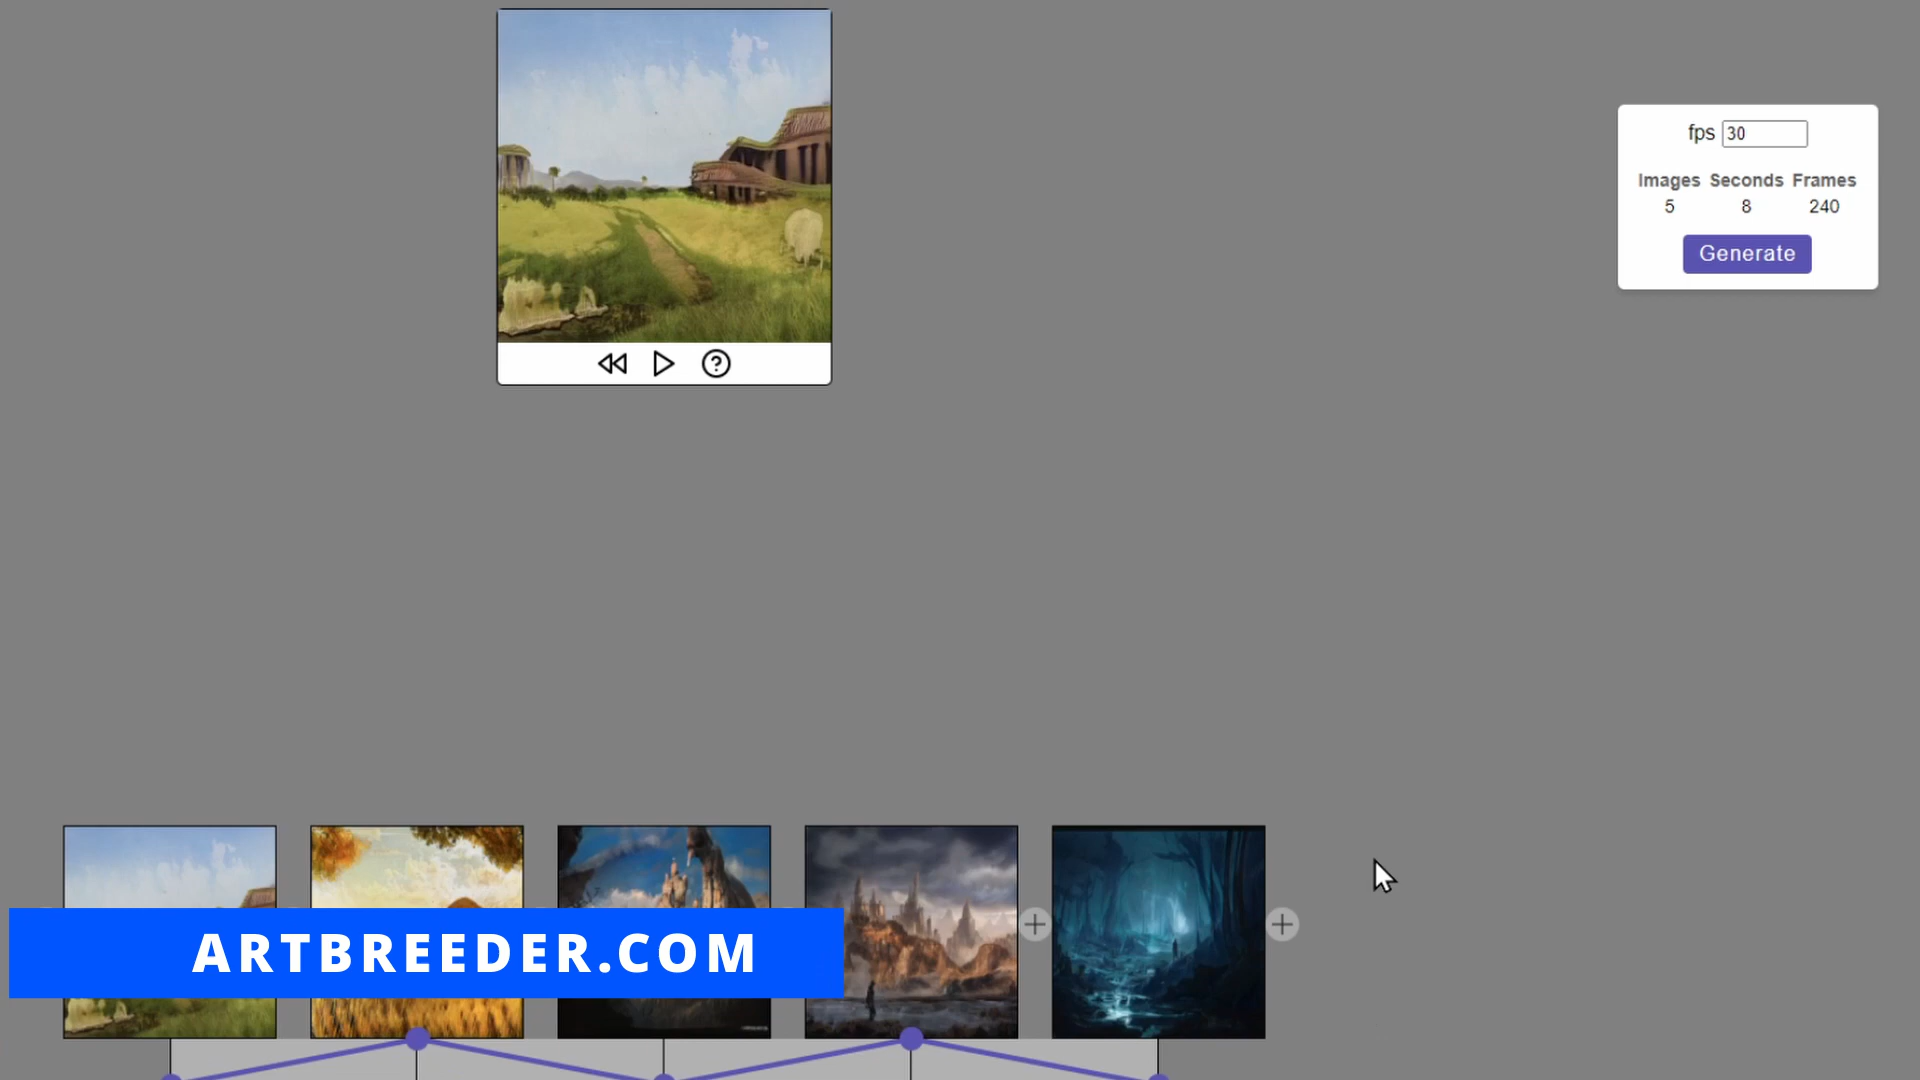 fps 30
Images Seconds Frames
5 8 240
Generate
ARTBREEDER.COM